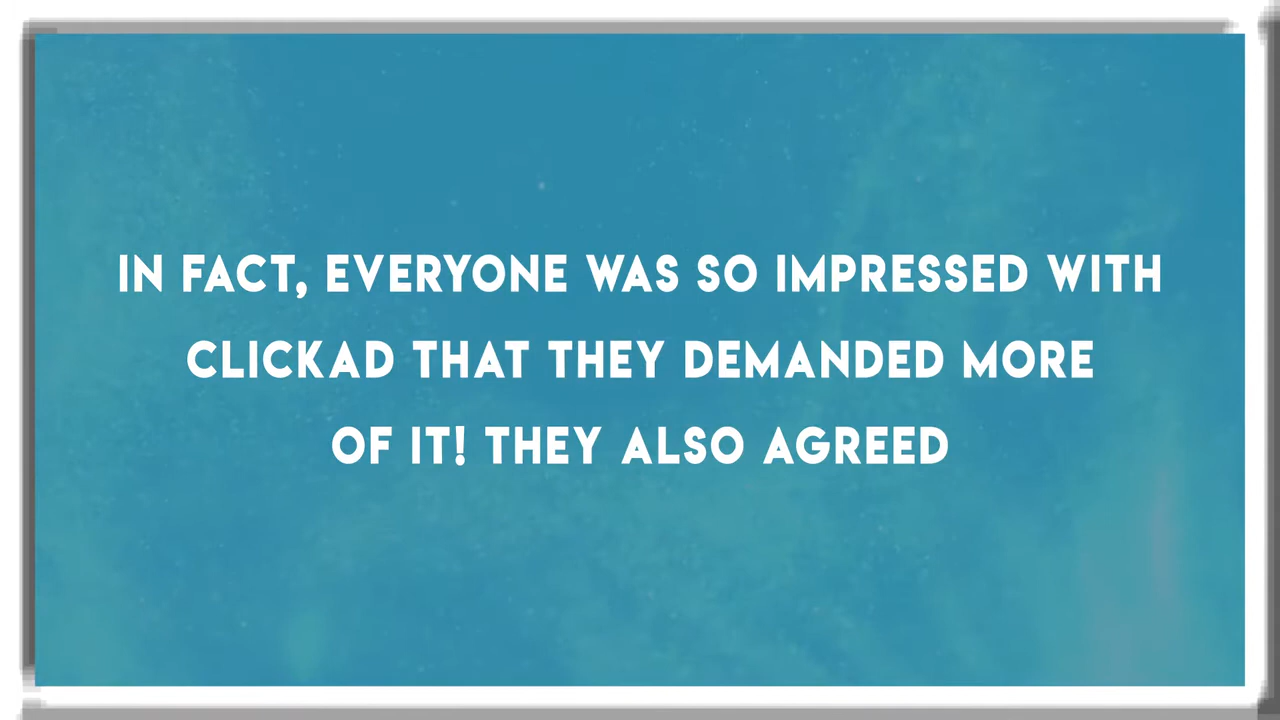 IN FACT, EVERYONE WAS SO IMPRESSED WITH
CLICKAD THAT THEY DEMANDED MORE
OF IT! THEY ALSO AGREED